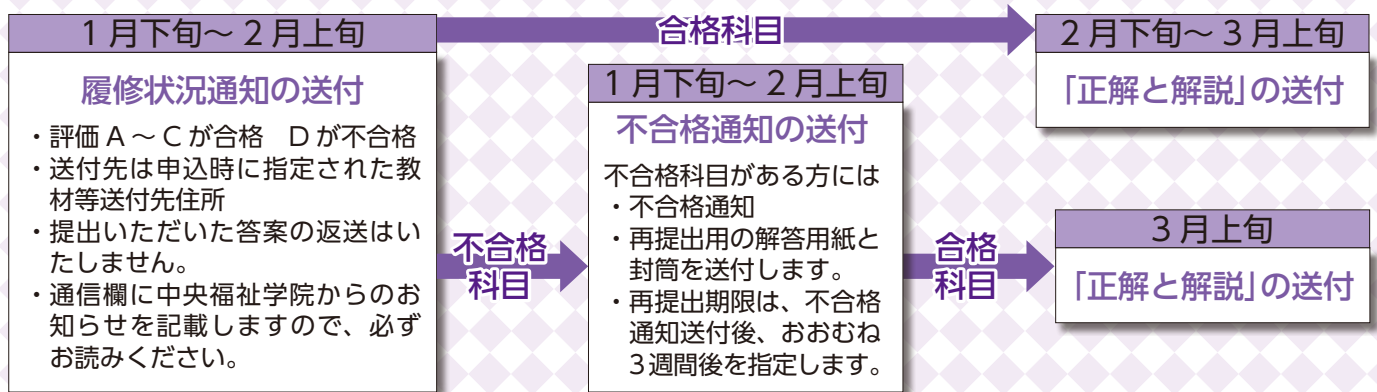 1月下旬～2月上旬
履修状況通知の送付
・評価A～Cが合格　Dが不合格
・送付先は申込時に指定された教
材等送付先住所
・提出いただいた答案の返送はい
たしません。
・通信欄に中央福祉学院からのお
知らせを記載しますので、必ず
お読みください。
合格科目
不合格
科目
1月下旬～2月上旬
不合格通知の送付
不合格科目がある方には
・不合格通知
・再提出用の解答用紙と
封筒を送付します。
・再提出期限は、不合格
通知送付後、おおむね
3週間後を指定します。
合格
科目
2月下旬～3月上旬
「正解と解説」の送付
3月上旬
「正解と解説」の送付